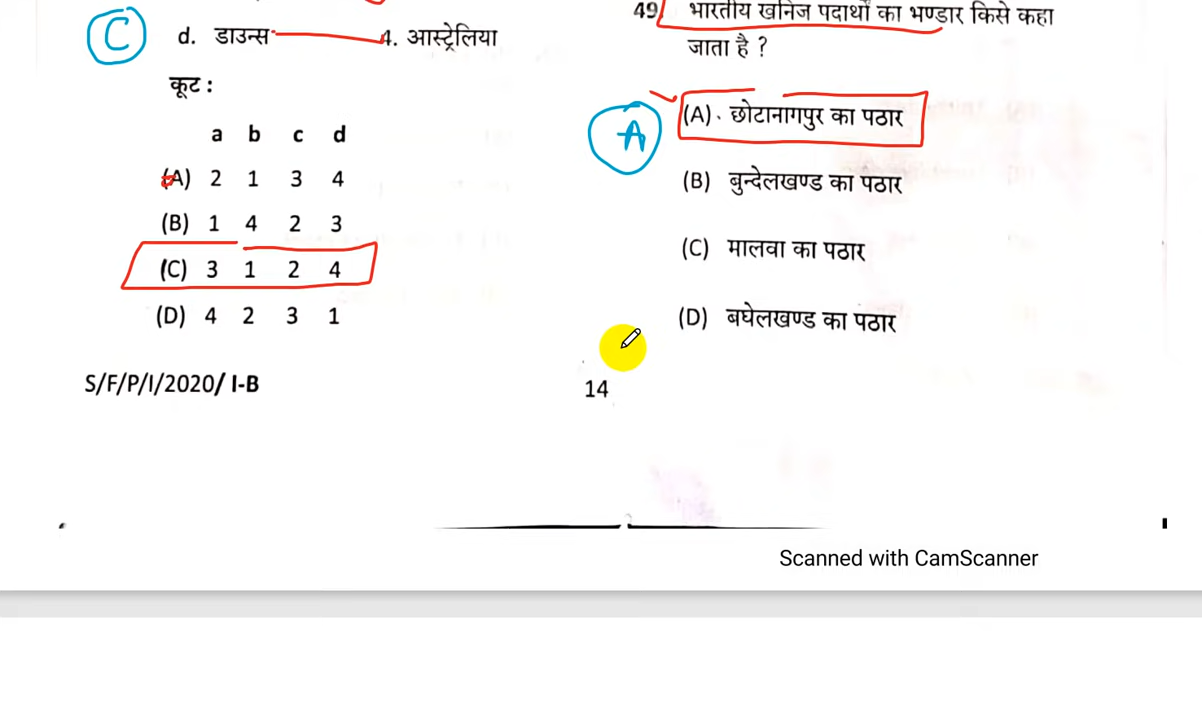 C
d. डाउन्स 4. आस्ट्रेलिया
कूट :
a b c d
(A) 2 1 3 4
(B) 1 4 2 3
(C) 3 1 2 4
(D) 4 2 3 1
S/F/P/I/2020/ I-B
49 भारतीय खनिज पदार्थो का भण्डार किसे कहा
जाता है ?
A
(A) छोटानागपुर का पठार
(B) बुन्देलखण्ड का पठार
(C) मालवा का पठार
(D) बघेलखण्ड का पठार
14
Scanned with CamScanner